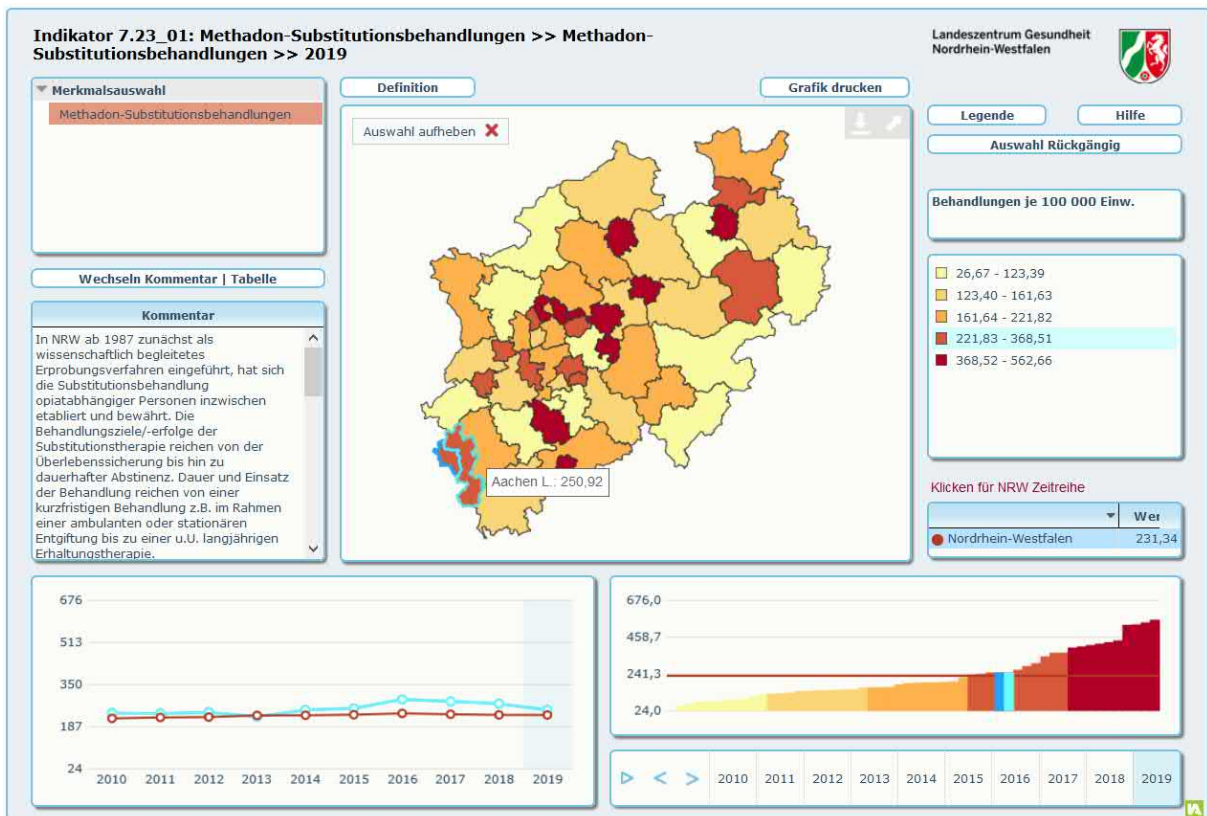 Indikator 7.23_01: Methadon-Substitutionsbehandlungen >> Methadon-
Substitutionsbehandlungen >> 2019
Landeszentrum Gesundheit
Nordrhein-Westfalen
Merkmalsauswahl
Methadon-Substitutionsbehandlungen
Definition
Grafik drucken
Auswahl aufheben
Legende
Hilfe
Auswahl Rückgängig
Behandlungen je 100 000 Einw.
26,67 - 123,39
123,40 - 161,63
161,64 - 221,82
221,83 - 368,51
368,52 - 562,66
Wechseln Kommentar | Tabelle
Kommentar
In NRW ab 1987 zunächst als
wissenschaftlich begleitetes
Erprobungsverfahren eingeführt, hat sich
die Substitutionsbehandlung
opiatabhängiger Personen inzwischen
etabliert und bewährt. Die
Behandlungsziele/-erfolge der
Substitutionstherapie reichen von der
Überlebenssicherung bis hin zu
dauerhafter Abstinenz. Dauer und Einsatz
der Behandlung reichen von einer
kurzfristigen Behandlung z.B. im Rahmen
einer ambulanten oder stationären
Entgiftung bis zu einer u.U. langjährigen
Erhaltungstherapie.
Aachen L.: 250,92
Klicken für NRW Zeitreihe
Wer
Nordrhein-Westfalen 231,34
676
513
350
187
24
2010 2011 2012 2013 2014 2015 2016 2017 2018 2019
676,0
458,7
241,3
24,0
2010 2011 2012 2013 2014 2015 2016 2017 2018 2019